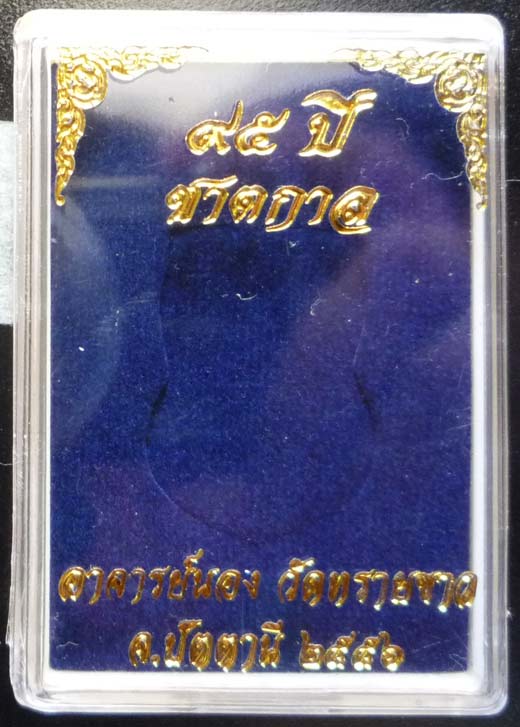 ๙๕ ปี
ชาตกาล
อาจารย์นอง วัดทรายขาว
จ.ปัตตานี ๒๕๕๖